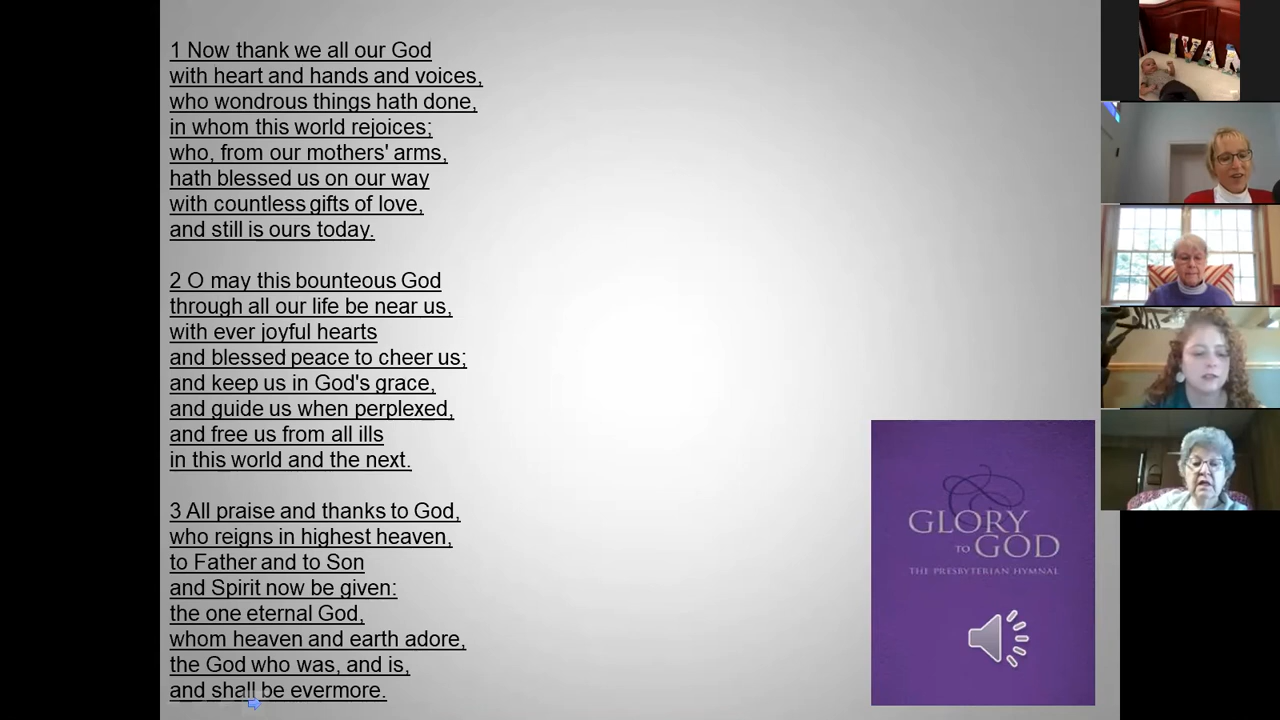 1 Now thank we all our God
with heart and hands and voices,
who wondrous things hath done,
in whom this world rejoices;
who, from our mothers' arms,
hath blessed us on our way
with countless gifts of love,
and still is ours today.
2 O may this bounteous God
through all our life be near us,
with ever joyful hearts
and blessed peace to cheer us;
and keep us in God's grace,
and guide us when perplexed,
and free us from all ills
in this world and the next.
3 All praise and thanks to God,
who reigns in highest heaven,
to Father and to Son
and Spirit now be given:
the one eternal God,
whom heaven and earth adore,
the God who was, and is,
and shall be evermore.
GLORY
TO GOD
THE PRESBYTERIAN HYMNAL
IVAN